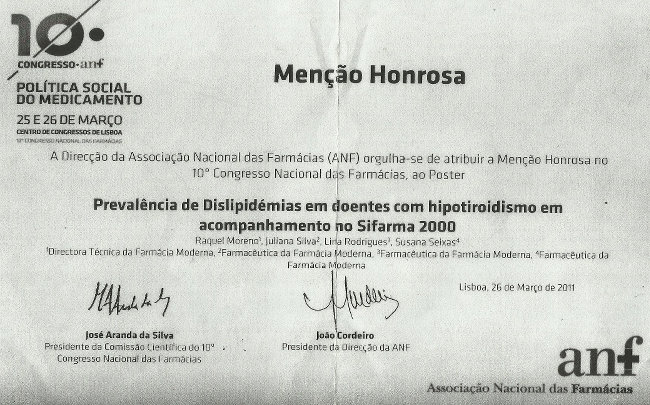 10.
CONGRESSO·anf
POLÍTICA SOCIAL
DO MEDICAMENTO
25 E 26 DE MARÇO
CENTRO DE CONGRESSOS DE LISBOA
10º CONGRESSO NACIONAL DAS FARMÁCIAS
Menção Honrosa
A Direcção da Associação Nacional das Farmácias (ANF) orgulha-se de atribuir a Menção Honrosa no
10º Congresso Nacional das Farmácias, ao Poster
Prevalência de Dislipidémias em doentes com hipotiroidismo em
acompanhamento no Sifarma 2000
Raquel Moreno¹, Juliana Silva², Lina Rodrigues³, Susana Seixas⁴
¹Directora Técnica da Farmácia Moderna, ²Farmacêutica da Farmácia Moderna, ³Farmacêutica da Farmácia Moderna, ⁴Farmacêutica da
Farmácia Moderna
Lisboa, 26 de Março de 2011
José Aranda da Silva
Presidente da Comissão Científica do 10º
Congresso Nacional das Farmácias
João Cordeiro
Presidente da Direcção da ANF
anf
Associação Nacional das Farmácias